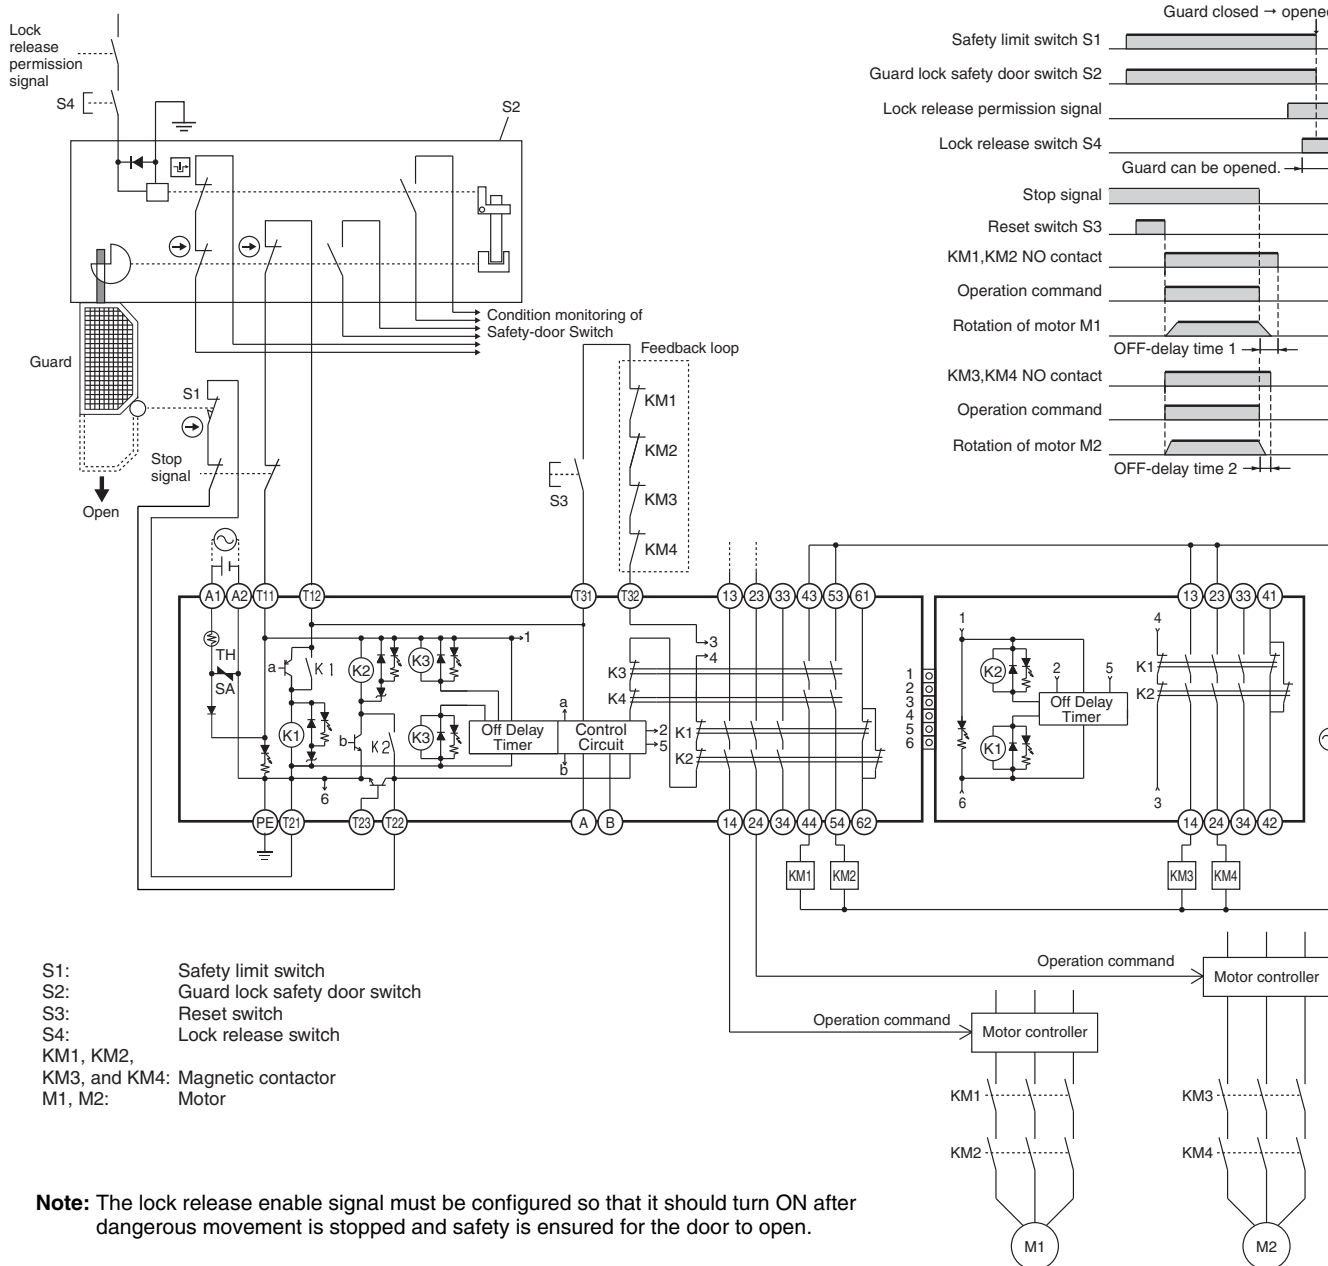 Lock
release
permission
signal
S4
S2
Guard
S1
Stop
signal
Open
Condition monitoring of
Safety-door Switch
Feedback loop
KM1
KM2
KM3
KM4
S3
Guard closed → opened
Safety limit switch S1
Guard lock safety door switch S2
Lock release permission signal
Lock release switch S4
Guard can be opened.
Stop signal
Reset switch S3
KM1,KM2 NO contact
Operation command
Rotation of motor M1
OFF-delay time 1
KM3,KM4 NO contact
Operation command
Rotation of motor M2
OFF-delay time 2
A1 A2 T11 T12 T31 T32 13 23 33 43 53 61
TH
SA
a
K1
K1
K2
b
K2
K3
K3
1
6
Off Delay
Timer
a
Control
Circuit
b
2
5
3
4
K3
K4
K1
K2
1
2
3
4
5
6
PE T21 T23 T22 A B 14 24 34 44 54 62
13 23 33 41
1
K2
2
5
Off Delay
Timer
K1
6
4
K1
K2
3
14 24 34 42
KM1
KM2
KM3
KM4
S1: Safety limit switch
S2: Guard lock safety door switch
S3: Reset switch
S4: Lock release switch
KM1, KM2,
KM3, and KM4: Magnetic contactor
M1, M2: Motor
Operation command
Motor controller
Operation command
Motor controller
KM1
KM2
M1
KM3
KM4
M2
Note: The lock release enable signal must be configured so that it should turn ON after
dangerous movement is stopped and safety is ensured for the door to open.